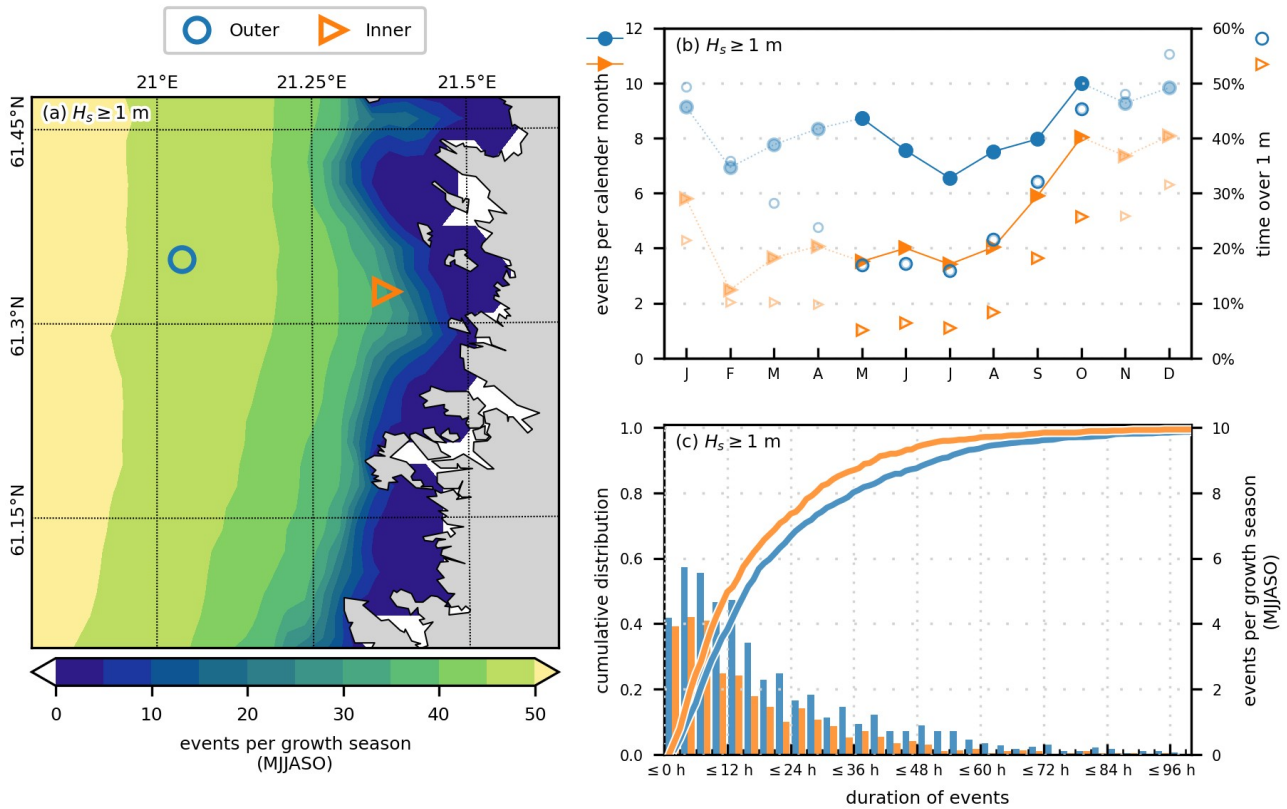 Outer
Inner
21°E
21.25°E
21.5°E
(a) Hₛ ≥ 1 m
61.45°N
61.3°N
61.15°N
0
10
20
30
40
50
events per growth season
(MJJASO)
(b) Hₛ ≥ 1 m
events per calender month
12
10
8
6
4
2
0
60%
50%
40%
30%
20%
10%
0%
time over 1 m
J
F
M
A
M
J
J
A
S
O
N
D
(c) Hₛ ≥ 1 m
cumulative distribution
1.0
0.8
0.6
0.4
0.2
0.0
10
8
6
4
2
0
events per growth season
(MJJASO)
≤ 0 h
≤ 12 h
≤ 24 h
≤ 36 h
≤ 48 h
≤ 60 h
≤ 72 h
≤ 84 h
≤ 96 h
duration of events